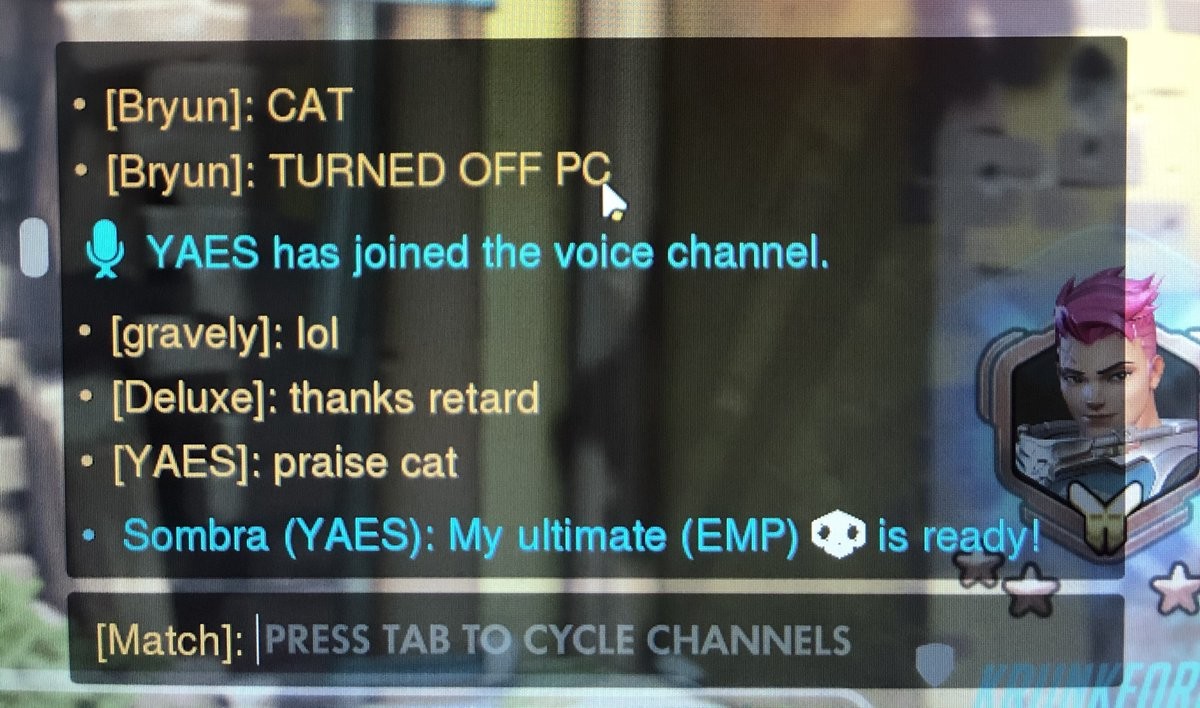 • [Bryun]: CAT
• [Bryun]: TURNED OFF PC
YAES has joined the voice channel.
• [gravely]: lol
• [Deluxe]: thanks retard
• [YAES]: praise cat
• Sombra (YAES): My ultimate (EMP) is ready!
[Match]: PRESS TAB TO CYCLE CHANNELS